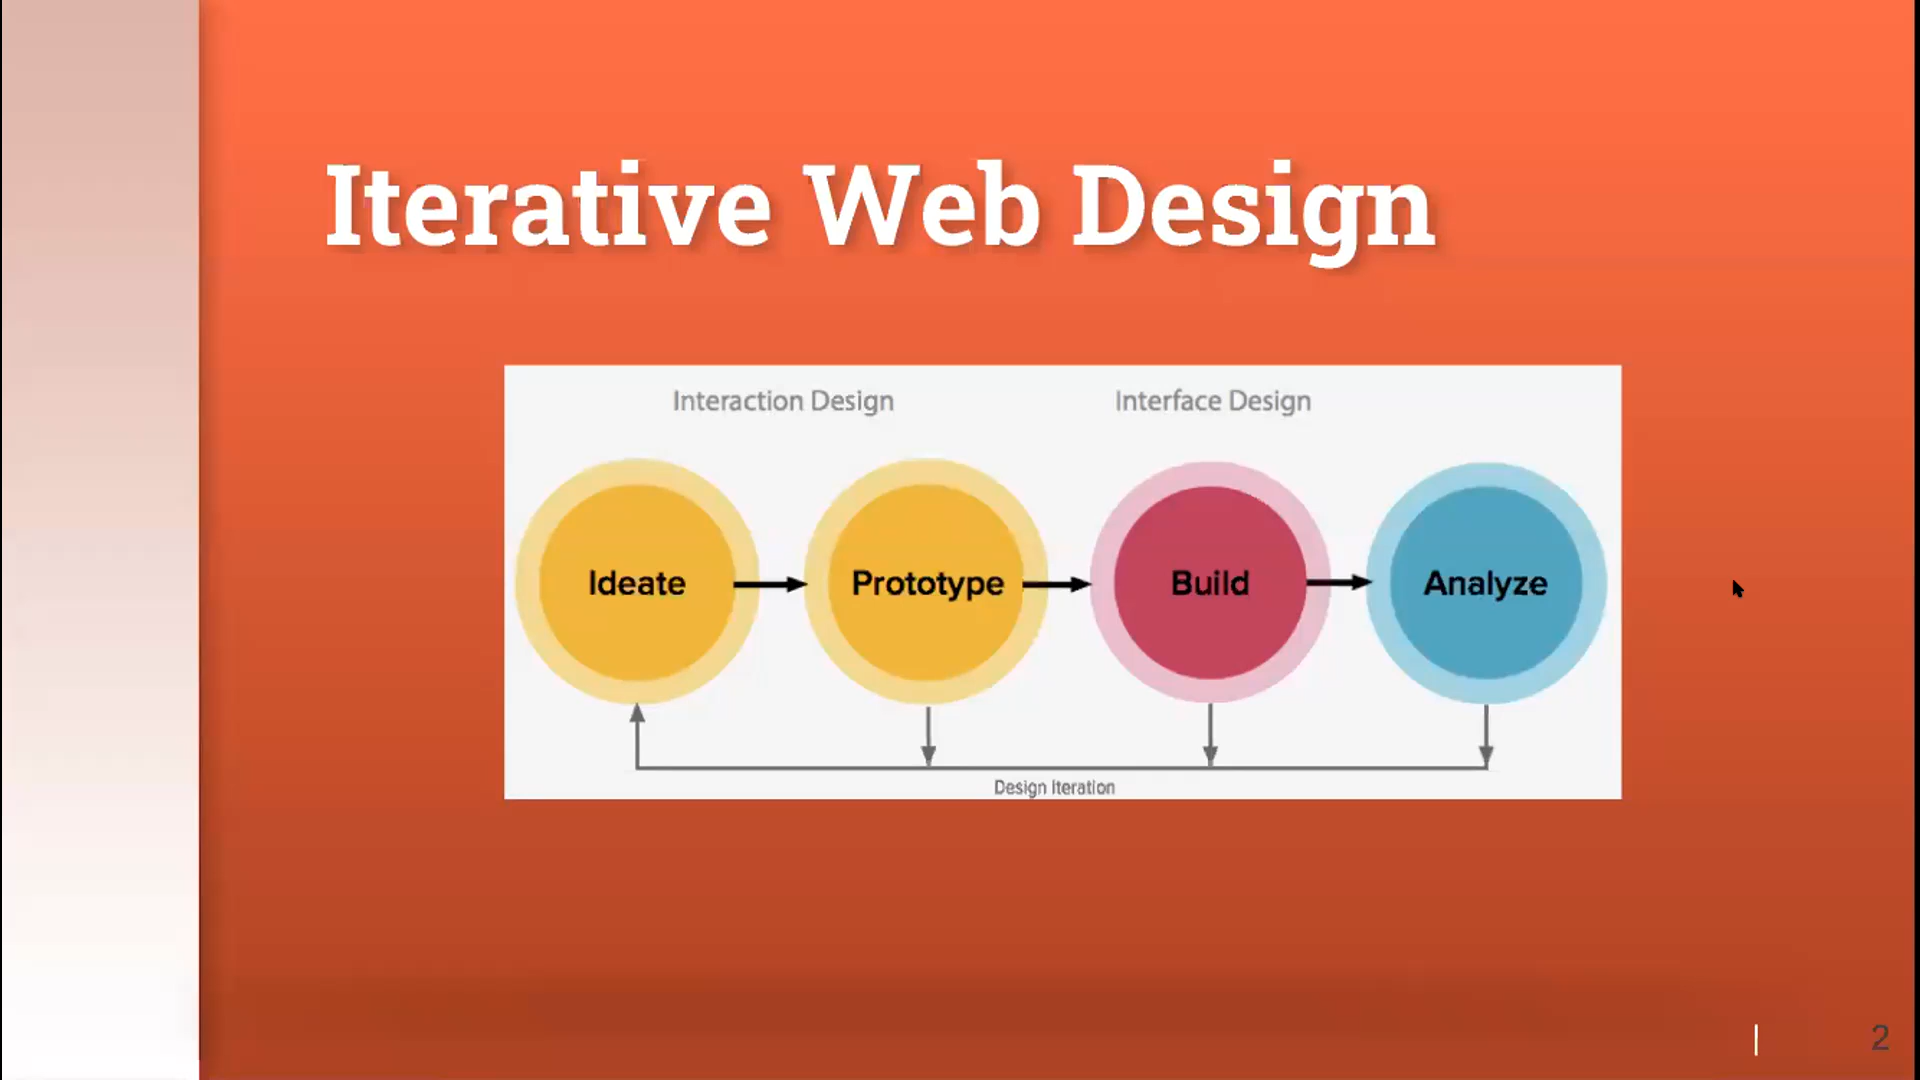 Iterative Web Design
Interaction Design
Interface Design
Ideate
Prototype
Build
Analyze
Design Iteration
2